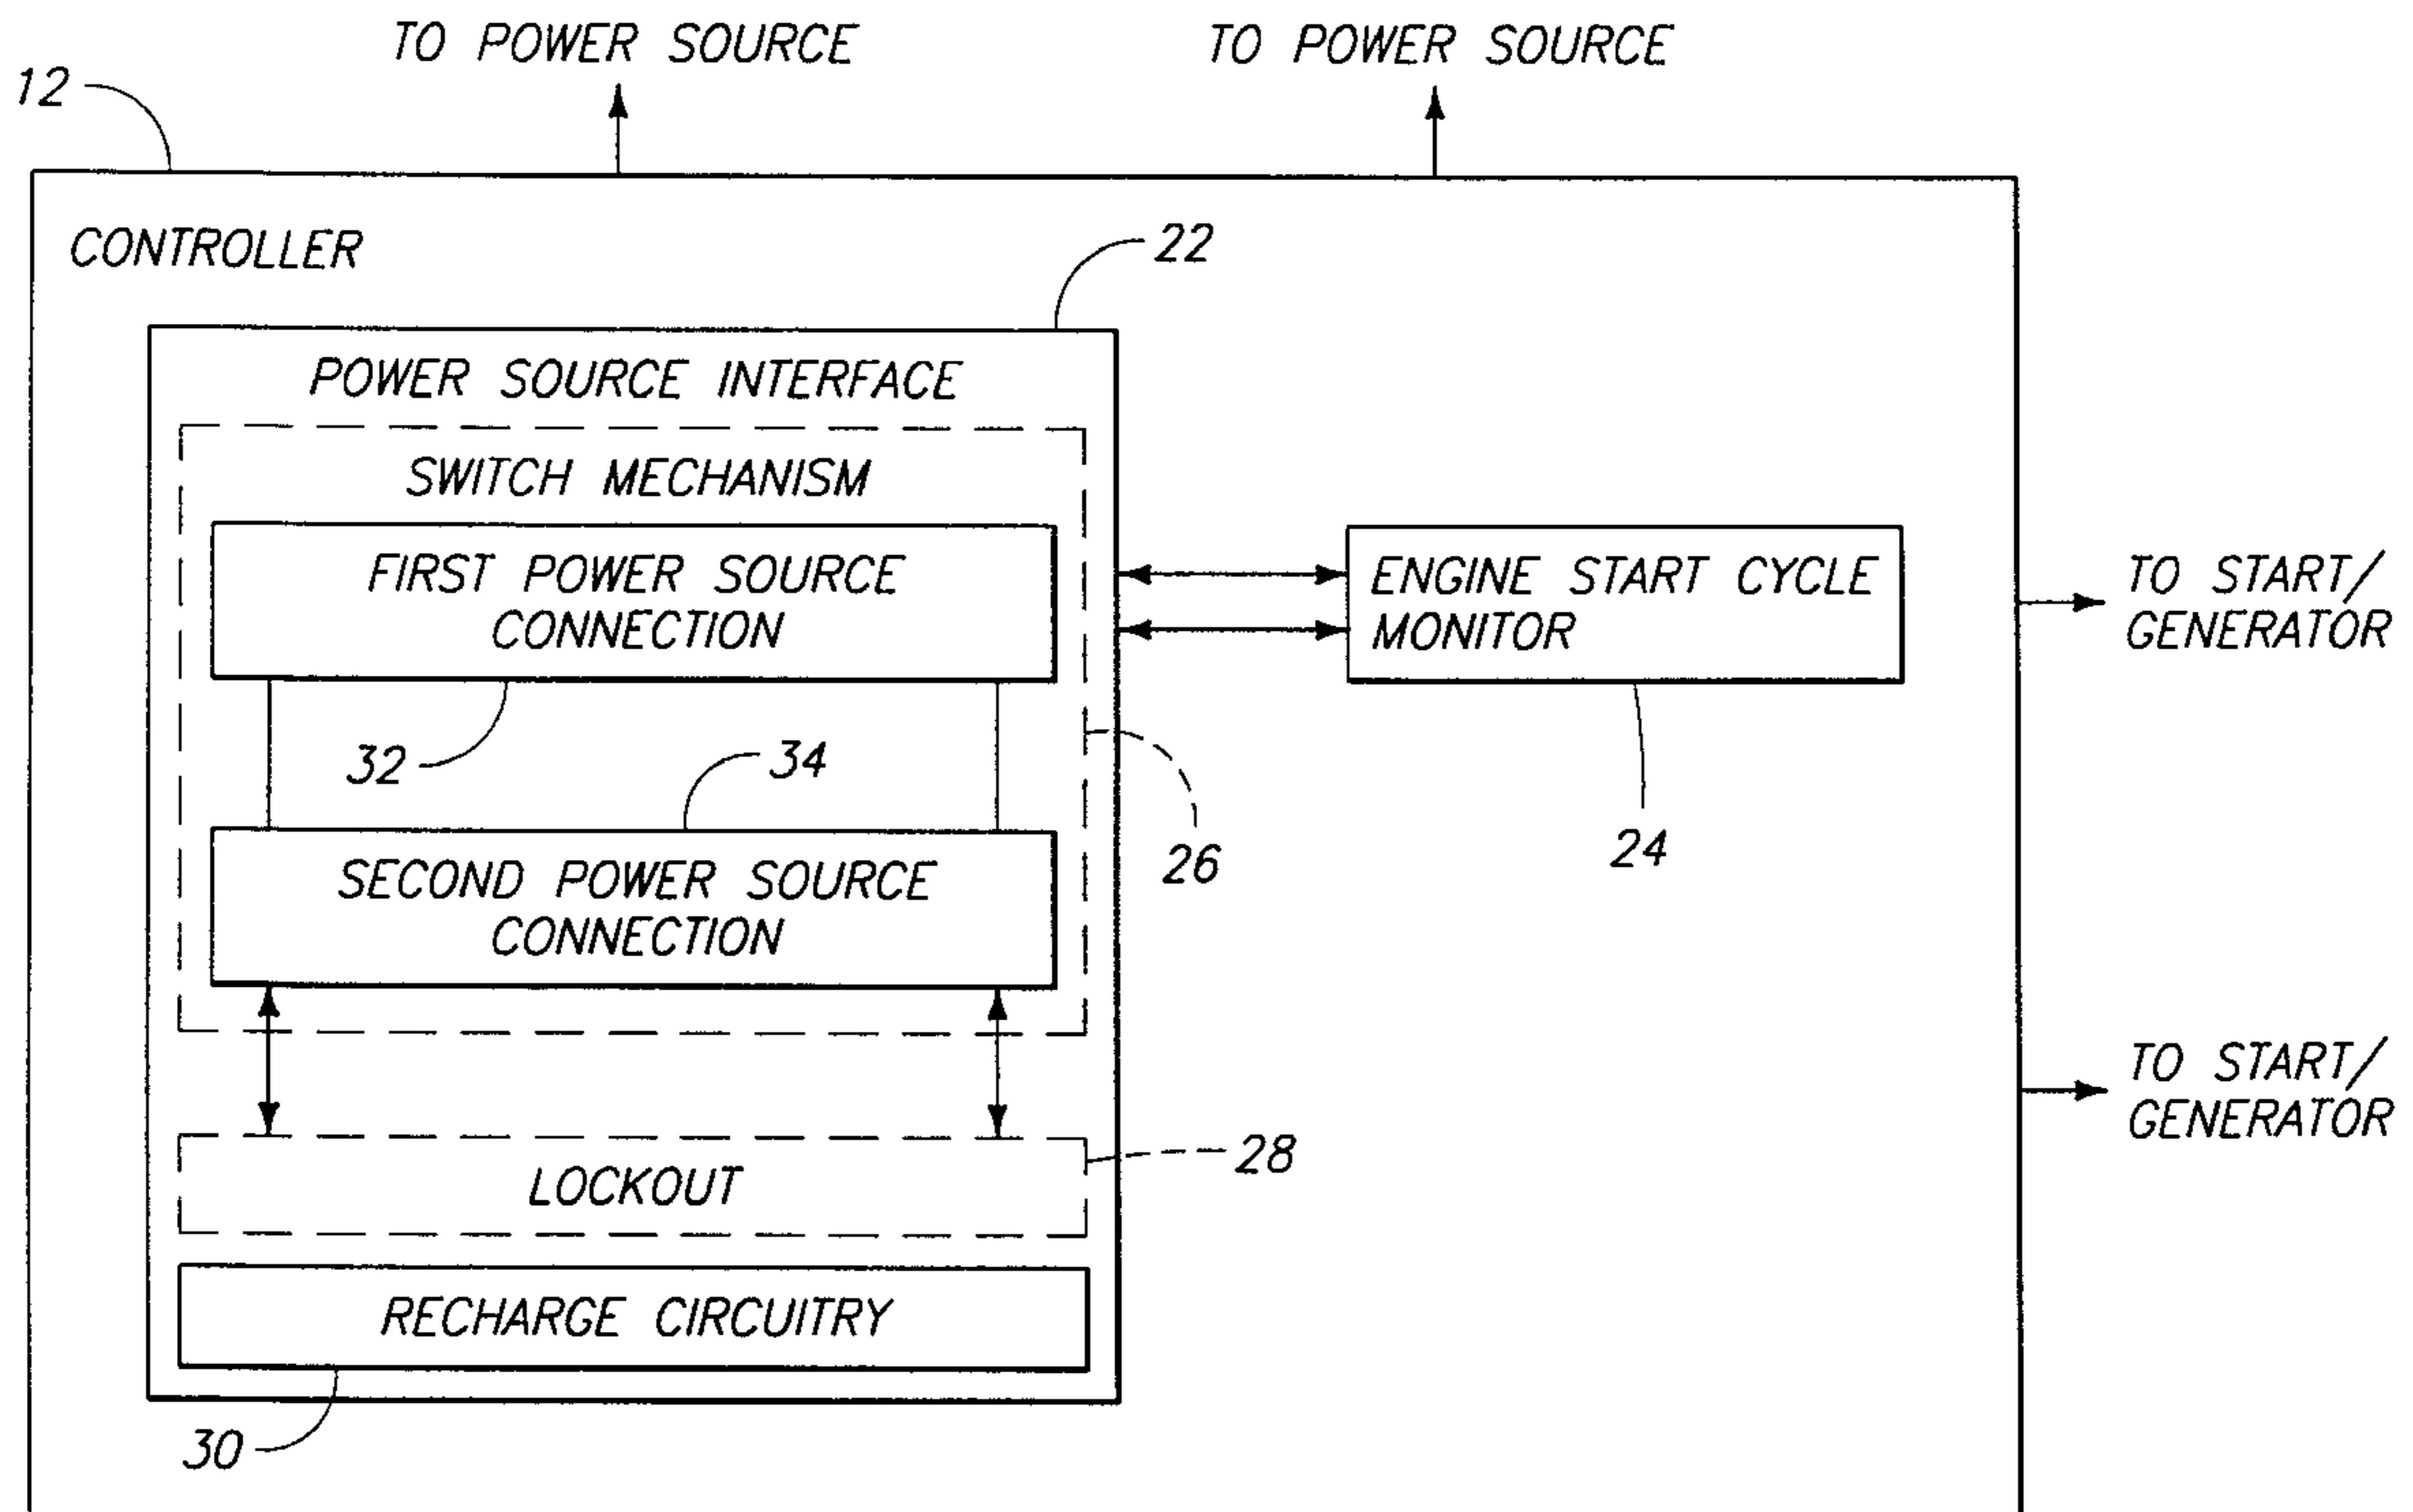 TO POWER SOURCE
TO POWER SOURCE
12
CONTROLLER
22
POWER SOURCE INTERFACE
SWITCH MECHANISM
FIRST POWER SOURCE
CONNECTION
ENGINE START CYCLE
MONITOR
TO START/
GENERATOR
32
34
26
24
SECOND POWER SOURCE
CONNECTION
TO START/
GENERATOR
28
LOCKOUT
RECHARGE CIRCUITRY
30